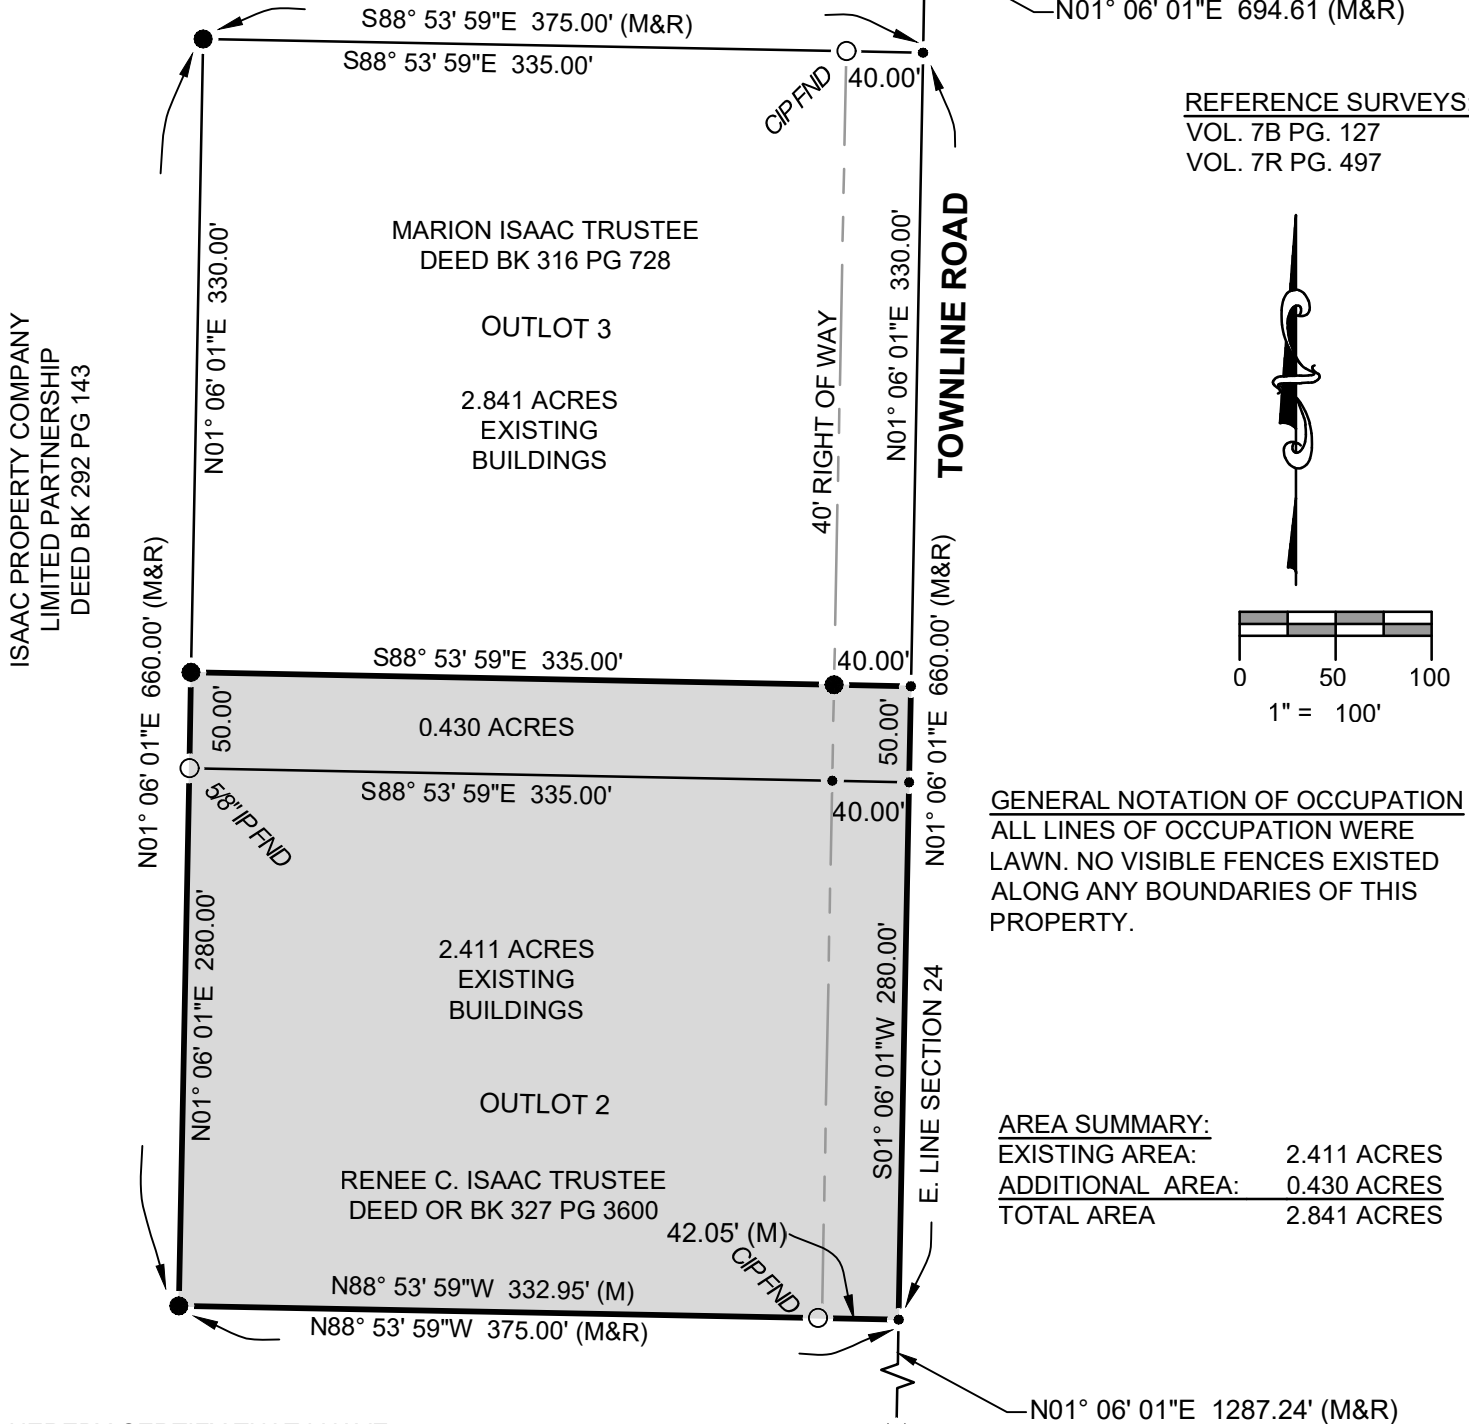 S88° 53' 59"E 375.00' (M&R)
N01° 06' 01"E 694.61 (M&R)
S88° 53' 59"E 335.00'
40.00'
CIP FND
REFERENCE SURVEYS
VOL. 7B PG. 127
VOL. 7R PG. 497
MARION ISAAC TRUSTEE
DEED BK 316 PG 728
OUTLOT 3
2.841 ACRES
EXISTING
BUILDINGS
N01° 06' 01"E 330.00'
40' RIGHT OF WAY
N01° 06' 01"E 330.00'
TOWNLINE ROAD
ISAAC PROPERTY COMPANY
LIMITED PARTNERSHIP
DEED BK 292 PG 143
N01° 06' 01"E 660.00' (M&R)
N01° 06' 01"E 660.00' (M&R)
0 50 100
1" = 100'
S88° 53' 59"E 335.00'
40.00'
50.00'
0.430 ACRES
50.00'
S88° 53' 59"E 335.00'
40.00'
5/8" IP FND
GENERAL NOTATION OF OCCUPATION
ALL LINES OF OCCUPATION WERE
LAWN. NO VISIBLE FENCES EXISTED
ALONG ANY BOUNDARIES OF THIS
PROPERTY.
N01° 06' 01"E 280.00'
2.411 ACRES
EXISTING
BUILDINGS
OUTLOT 2
RENEE C. ISAAC TRUSTEE
DEED OR BK 327 PG 3600
S01° 06' 01"W 280.00'
E. LINE SECTION 24
AREA SUMMARY:
EXISTING AREA: 2.411 ACRES
ADDITIONAL AREA: 0.430 ACRES
TOTAL AREA 2.841 ACRES
42.05' (M)
CIP FND
N88° 53' 59"W 332.95' (M)
N88° 53' 59"W 375.00' (M&R)
N01° 06' 01"E 1287.24' (M&R)